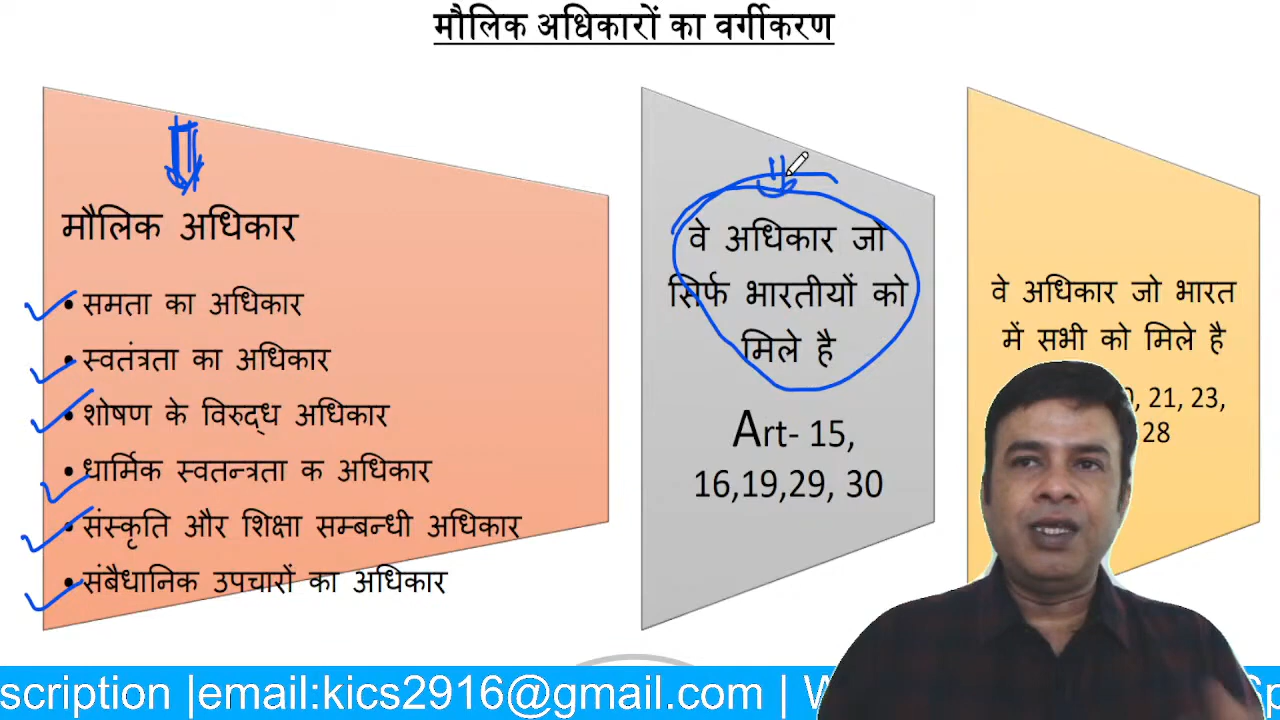 मौलिक अधिकारों का वर्गीकरण
मौलिक अधिकार
• समता का अधिकार
• स्वतंत्रता का अधिकार
• शोषण के विरुद्ध अधिकार
• धार्मिक स्वतन्त्रता क अधिकार
• संस्कृति और शिक्षा सम्बन्धी अधिकार
• संबैधानिक उपचारों का अधिकार
वे अधिकार जो
सिर्फ भारतीयों को
मिले है
Art- 15,
16,19,29, 30
वे अधिकार जो भारत
में सभी को मिले है
21, 23,
28
scription |email:kics2916@gmail.com |